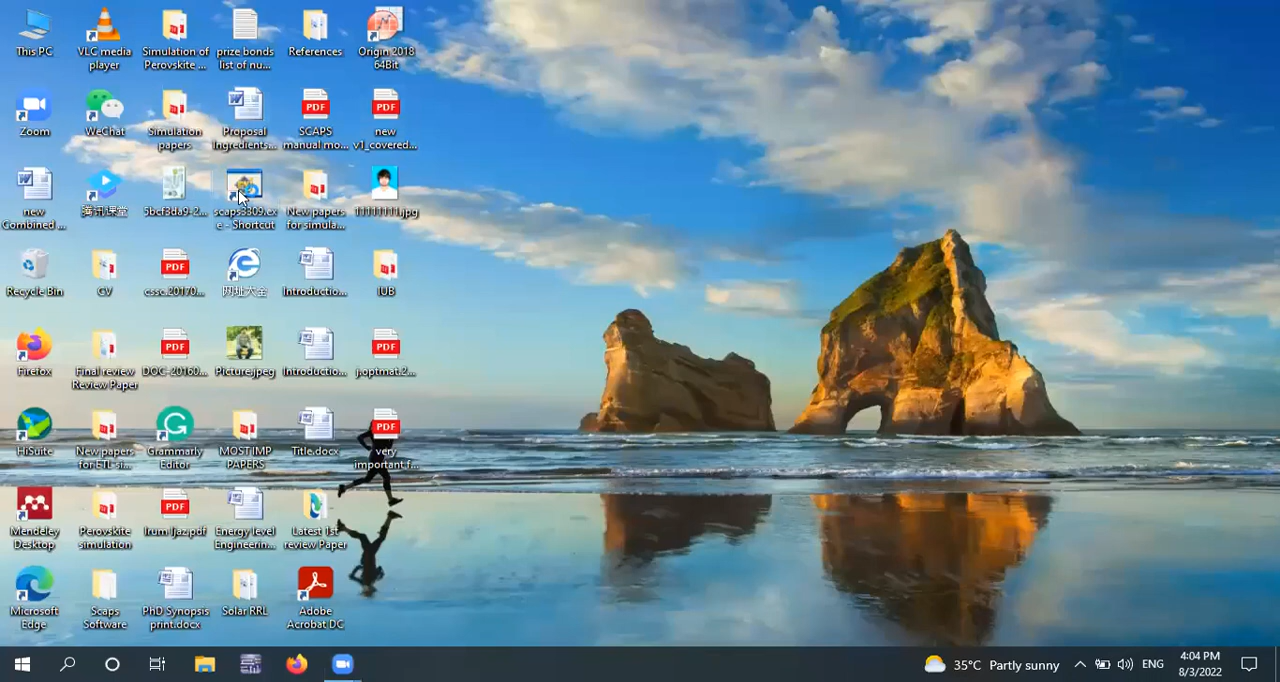 This PC
VLC media
player
Simulation of
Perovskite ...
prize bonds
list of nu...
References
Origin 2018
64Bit
Zoom
WeChat
Simulation
papers
Proposal
Ingredients...
PDF
SCAPS
manual mo...
PDF
new
v1_covered...
new
Combined ...
腾讯课堂
5bcf3da9-2...
scaps3309.ex
e - Shortcut
New papers
for simula...
11111111.jpg
Recycle Bin
CV
PDF
cssc.20170...
网址大全
Introductio...
IUB
Firefox
Final review
Review Paper
PDF
DOC-20160...
Picture.jpeg
Introductio...
PDF
j.optmat.2...
HiSuite
New papers
for ETL si...
Grammarly
Editor
MOST IMP
PAPERS
Title.docx
PDF
very
important f...
Mendeley
Desktop
Perovskite
simulation
PDF
Irum Ijaz.pdf
Energy level
Engineerin...
Latest 1st
review Paper
Microsoft
Edge
Scaps
Software
PhD Synopsis
print.docx
Solar RRL
Adobe
Acrobat DC
35°C Partly sunny
ENG
4:04 PM
8/3/2022